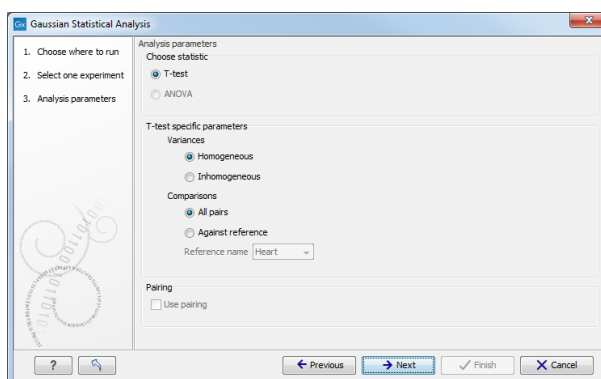 Gx Gaussian Statistical Analysis
1. Choose where to run
2. Select one experiment
3. Analysis parameters
Analysis parameters
Choose statistic
T-test
ANOVA
T-test specific parameters
Variances
Homogeneous
Inhomogeneous
Comparisons
All pairs
Against reference
Reference name Heart
Pairing
Use pairing
? Previous Next Finish Cancel